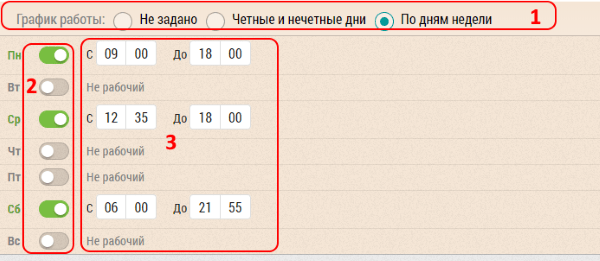 График работы: Не задано Четные и нечетные дни По дням недели 1
Пн С 09 00 До 18 00
Вт 2 Не рабочий
Ср С 12 35 До 18 00
3
Чт Не рабочий
Пт Не рабочий
Сб С 06 00 До 21 55
Вс Не рабочий